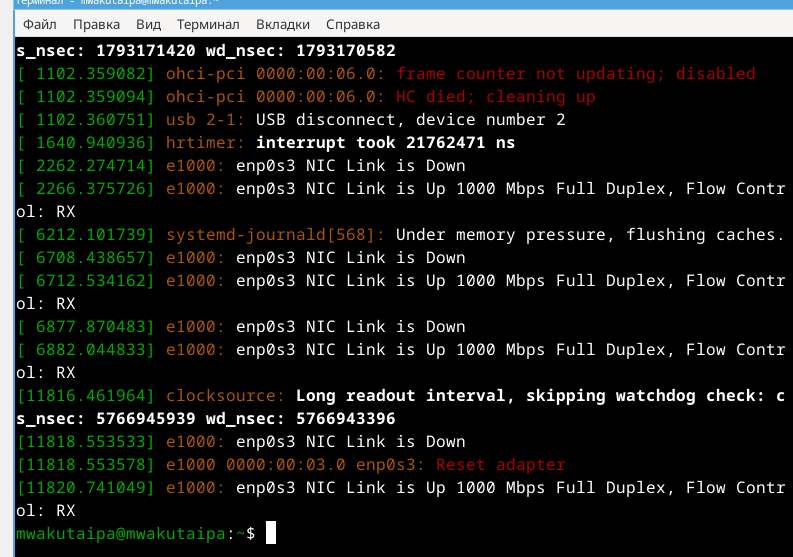 Терминал - mwakutaipa@mwakutaipa:~
Файл Правка Вид Терминал Вкладки Справка
s_nsec: 1793171420 wd_nsec: 1793170582
[ 1102.359082] ohci-pci 0000:00:06.0: frame counter not updating; disabled
[ 1102.359094] ohci-pci 0000:00:06.0: HC died; cleaning up
[ 1102.360751] usb 2-1: USB disconnect, device number 2
[ 1640.940936] hrtimer: interrupt took 21762471 ns
[ 2262.274714] e1000: enp0s3 NIC Link is Down
[ 2266.375726] e1000: enp0s3 NIC Link is Up 1000 Mbps Full Duplex, Flow Contr
ol: RX
[ 6212.101739] systemd-journald[568]: Under memory pressure, flushing caches.
[ 6708.438657] e1000: enp0s3 NIC Link is Down
[ 6712.534162] e1000: enp0s3 NIC Link is Up 1000 Mbps Full Duplex, Flow Contr
ol: RX
[ 6877.870483] e1000: enp0s3 NIC Link is Down
[ 6882.044833] e1000: enp0s3 NIC Link is Up 1000 Mbps Full Duplex, Flow Contr
ol: RX
[11816.461964] clocksource: Long readout interval, skipping watchdog check: c
s_nsec: 5766945939 wd_nsec: 5766943396
[11818.553533] e1000: enp0s3 NIC Link is Down
[11818.553578] e1000 0000:00:03.0 enp0s3: Reset adapter
[11820.741049] e1000: enp0s3 NIC Link is Up 1000 Mbps Full Duplex, Flow Contr
ol: RX
mwakutaipa@mwakutaipa:~$